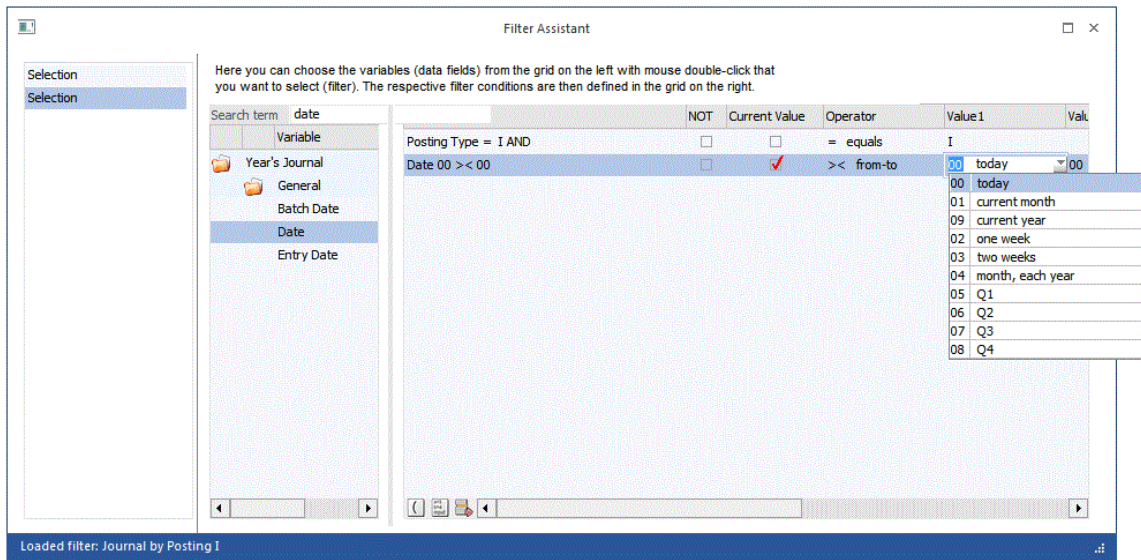 Filter Assistant
Selection
Selection
Here you can choose the variables (data fields) from the grid on the left with mouse double-click that
you want to select (filter). The respective filter conditions are then defined in the grid on the right.
Search term date
Variable
Year's Journal
General
Batch Date
Date
Entry Date
NOT Current Value Operator Value1 Valu
Posting Type = I AND = equals I
Date 00 >< 00 >< from-to 00 today 00
00 today
01 current month
09 current year
02 one week
03 two weeks
04 month, each year
05 Q1
06 Q2
07 Q3
08 Q4
(
Loaded filter: Journal by Posting I